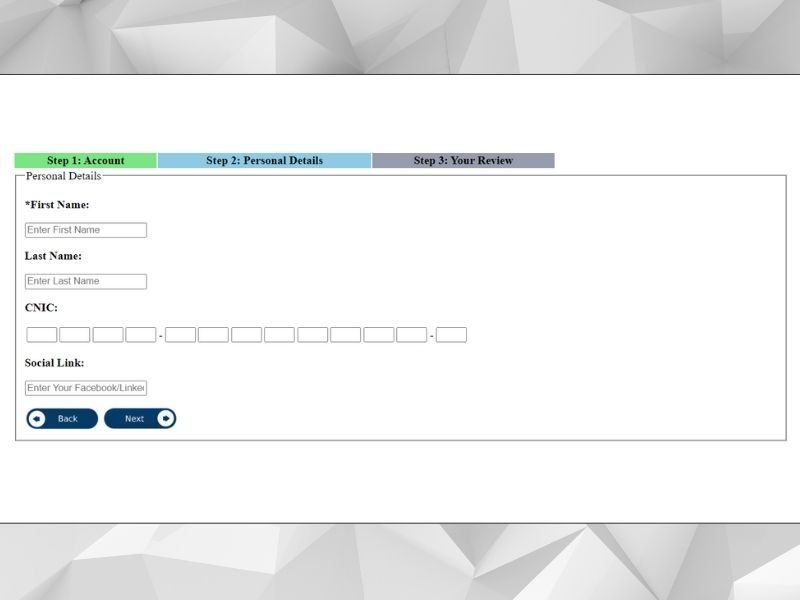 Step 1: Account Step 2: Personal Details Step 3: Your Review
Personal Details
*First Name:
Enter First Name
Last Name:
Enter Last Name
CNIC:
- -
Social Link:
Enter Your Facebook/Linke
Back Next